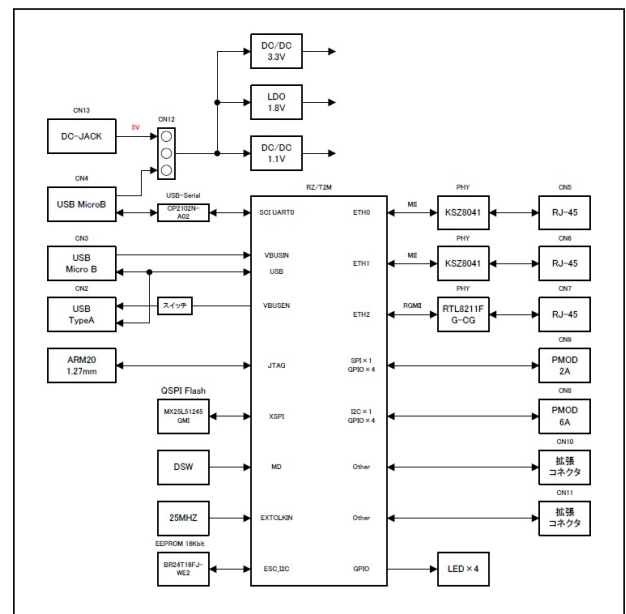 DC/DC
3.3V
LDO
1.8V
DC/DC
1.1V
CN13
DC-JACK
5V
CN12
CN4
USB MicroB
USB-Serial
CP2102N-
A02
RZ/T2M
SCI UART0
ETH0
MII
PHY
KSZ8041
CN5
RJ-45
CN3
USB
Micro B
VBUSIN
USB
ETH1
MII
PHY
KSZ8041
CN6
RJ-45
CN2
USB
TypeA
スイッチ
VBUSEN
ETH2
RGMII
PHY
RTL8211F
G-CG
CN7
RJ-45
ARM20
1.27mm
JTAG
SPI×1
GPIO×4
CN9
PMOD
2A
QSPI Flash
MX25L51245
GMI
XSPI
I2C×1
GPIO×4
CN8
PMOD
6A
DSW
MD
Other
CN10
拡張
コネクタ
25MHZ
EXTCLKIN
Other
CN11
拡張
コネクタ
EEPROM 16Kbit
BR24T16FJ-
WE2
ESC_I2C
GPIO
LED×4